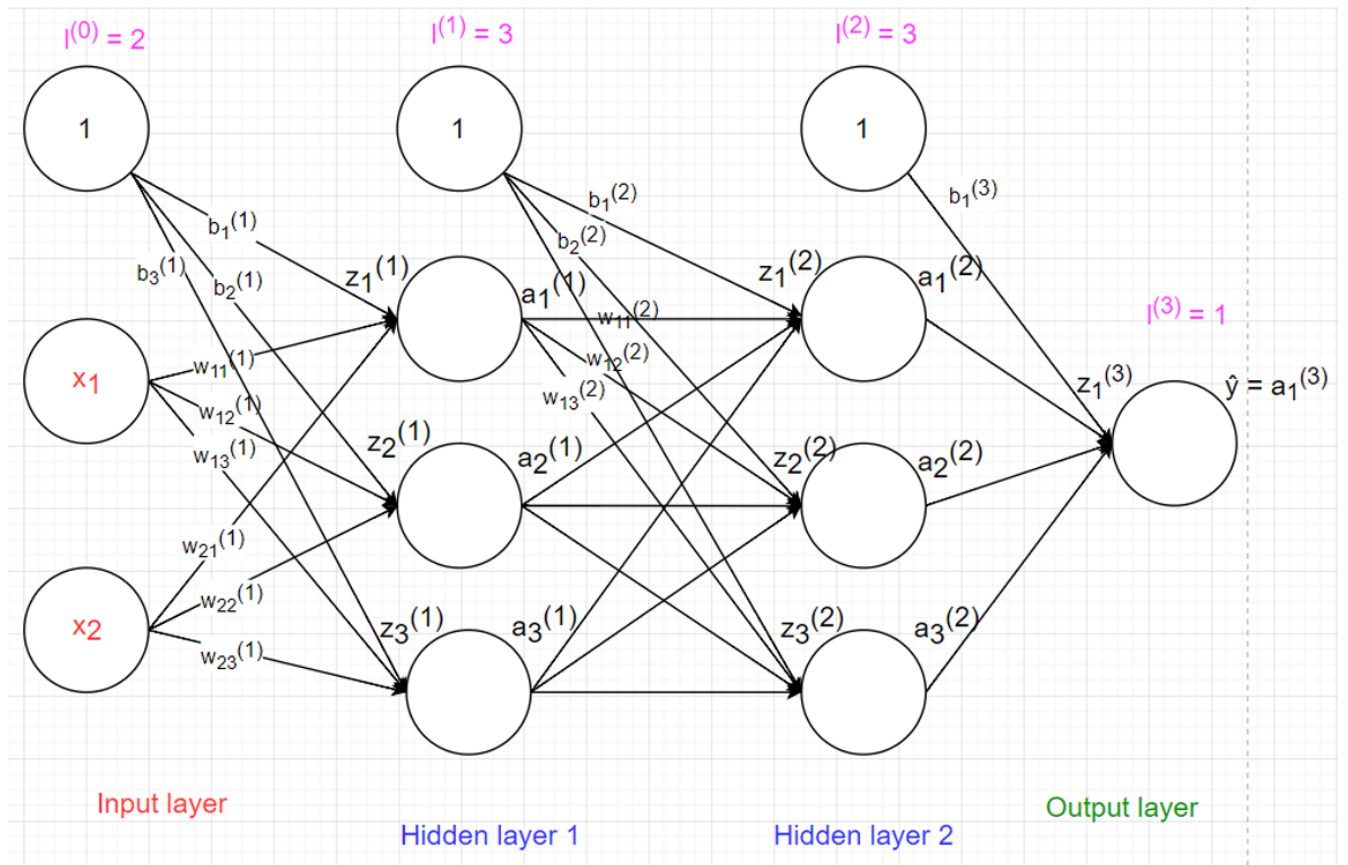 l(0) = 2
l(1) = 3
l(2) = 3
1
1
1
b1(1)
b3(1)
b2(1)
b1(2)
b2(2)
b1(3)
z1(1)
a1(1)
z1(2)
a1(2)
l(3) = 1
x1
w11(1)
w12(1)
w13(1)
w11(2)
w12(2)
w13(2)
z1(3)
ŷ = a1(3)
z2(1)
a2(1)
z2(2)
a2(2)
x2
w21(1)
w22(1)
w23(1)
z3(1)
a3(1)
z3(2)
a3(2)
Input layer
Hidden layer 1
Hidden layer 2
Output layer